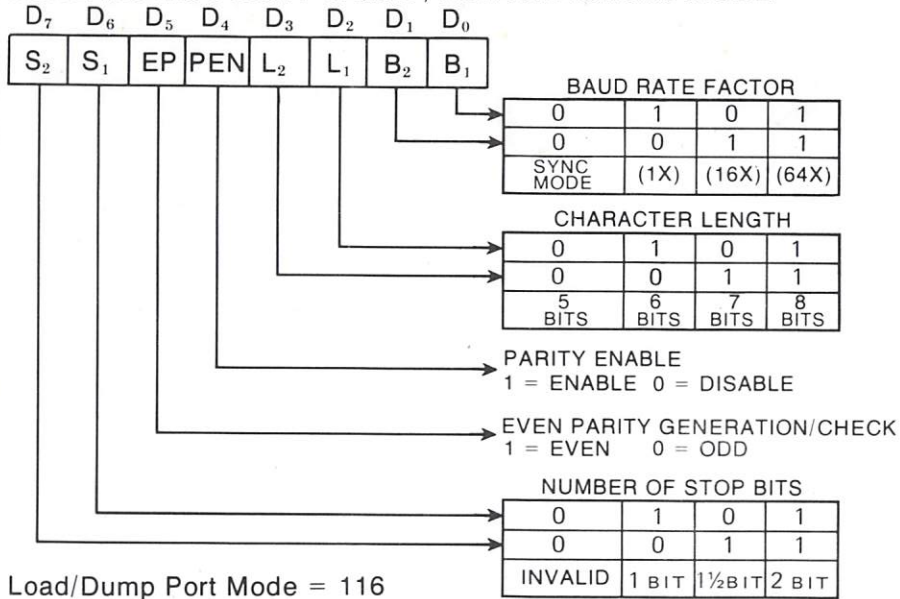 D₇ D₆ D₅ D₄ D₃ D₂ D₁ D₀
S₂ S₁ EP PEN L₂ L₁ B₂ B₁
BAUD RATE FACTOR
0 1 0 1
0 0 1 1
SYNC MODE (1X) (16X) (64X)
CHARACTER LENGTH
0 1 0 1
0 0 1 1
5 BITS 6 BITS 7 BITS 8 BITS
PARITY ENABLE
1 = ENABLE 0 = DISABLE
EVEN PARITY GENERATION/CHECK
1 = EVEN 0 = ODD
NUMBER OF STOP BITS
0 1 0 1
0 0 1 1
INVALID 1 BIT 1½BIT 2 BIT
Load/Dump Port Mode = 116